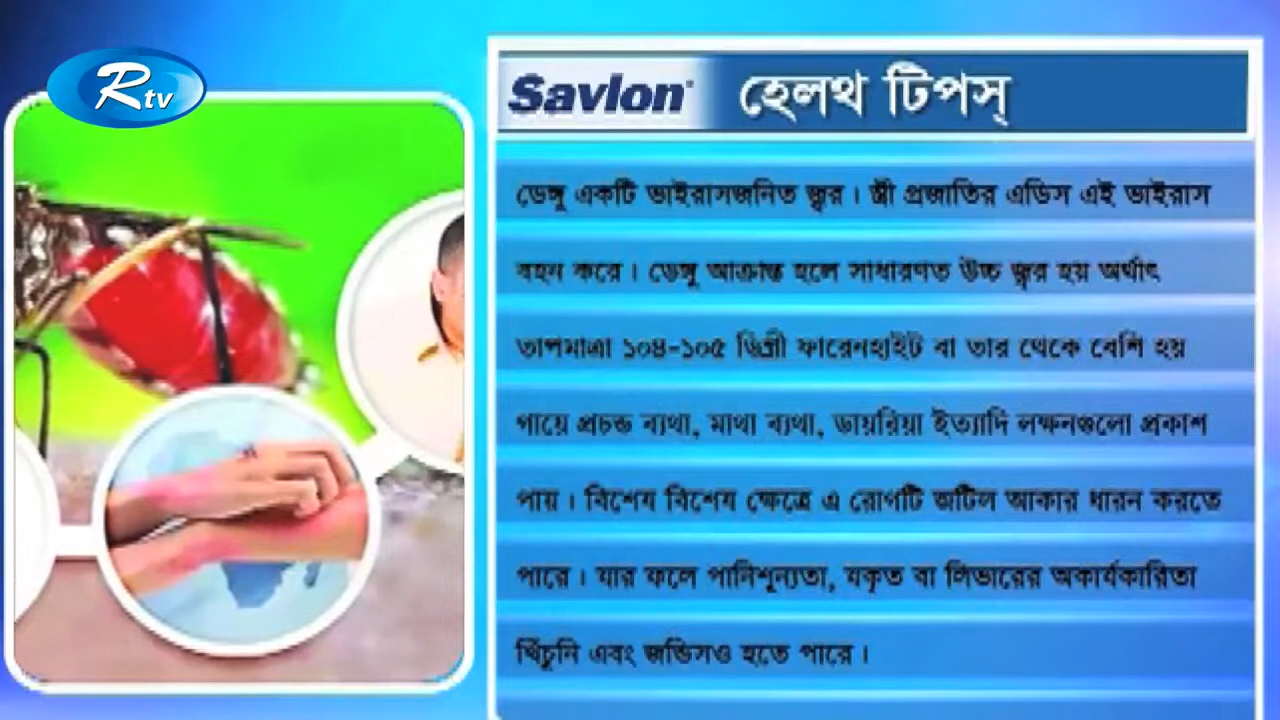 Rtv
Savlon® হেলথ টিপস্
ডেঙ্গু একটি ভাইরাসজনিত জ্বর। স্ত্রী প্রজাতির এডিস এই ভাইরাস
বহন করে। ডেঙ্গু আক্রান্ত হলে সাধারণত উচ্চ জ্বর হয় অর্থাৎ
তাপমাত্রা ১০৪-১০৫ ডিগ্রী ফারেনহাইট বা তার থেকে বেশি হয়
গায়ে প্রচন্ড ব্যথা, মাথা ব্যথা, ডায়রিয়া ইত্যাদি লক্ষনগুলো প্রকাশ
পায়। বিশেষ বিশেষ ক্ষেত্রে এ রোগটি জটিল আকার ধারন করতে
পারে। যার ফলে পানিশূন্যতা, যকৃত বা লিভারের অকার্যকারিতা
খিঁচুনি এবং জন্ডিসও হতে পারে।